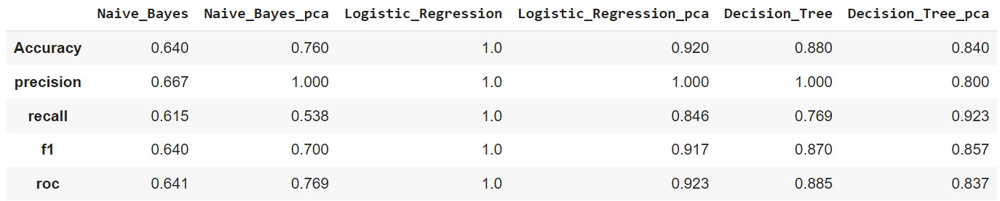 Naive_Bayes Naive_Bayes_pca Logistic_Regression Logistic_Regression_pca Decision_Tree Decision_Tree_pca
Accuracy 0.640 0.760 1.0 0.920 0.880 0.840
precision 0.667 1.000 1.0 1.000 1.000 0.800
recall 0.615 0.538 1.0 0.846 0.769 0.923
f1 0.640 0.700 1.0 0.917 0.870 0.857
roc 0.641 0.769 1.0 0.923 0.885 0.837